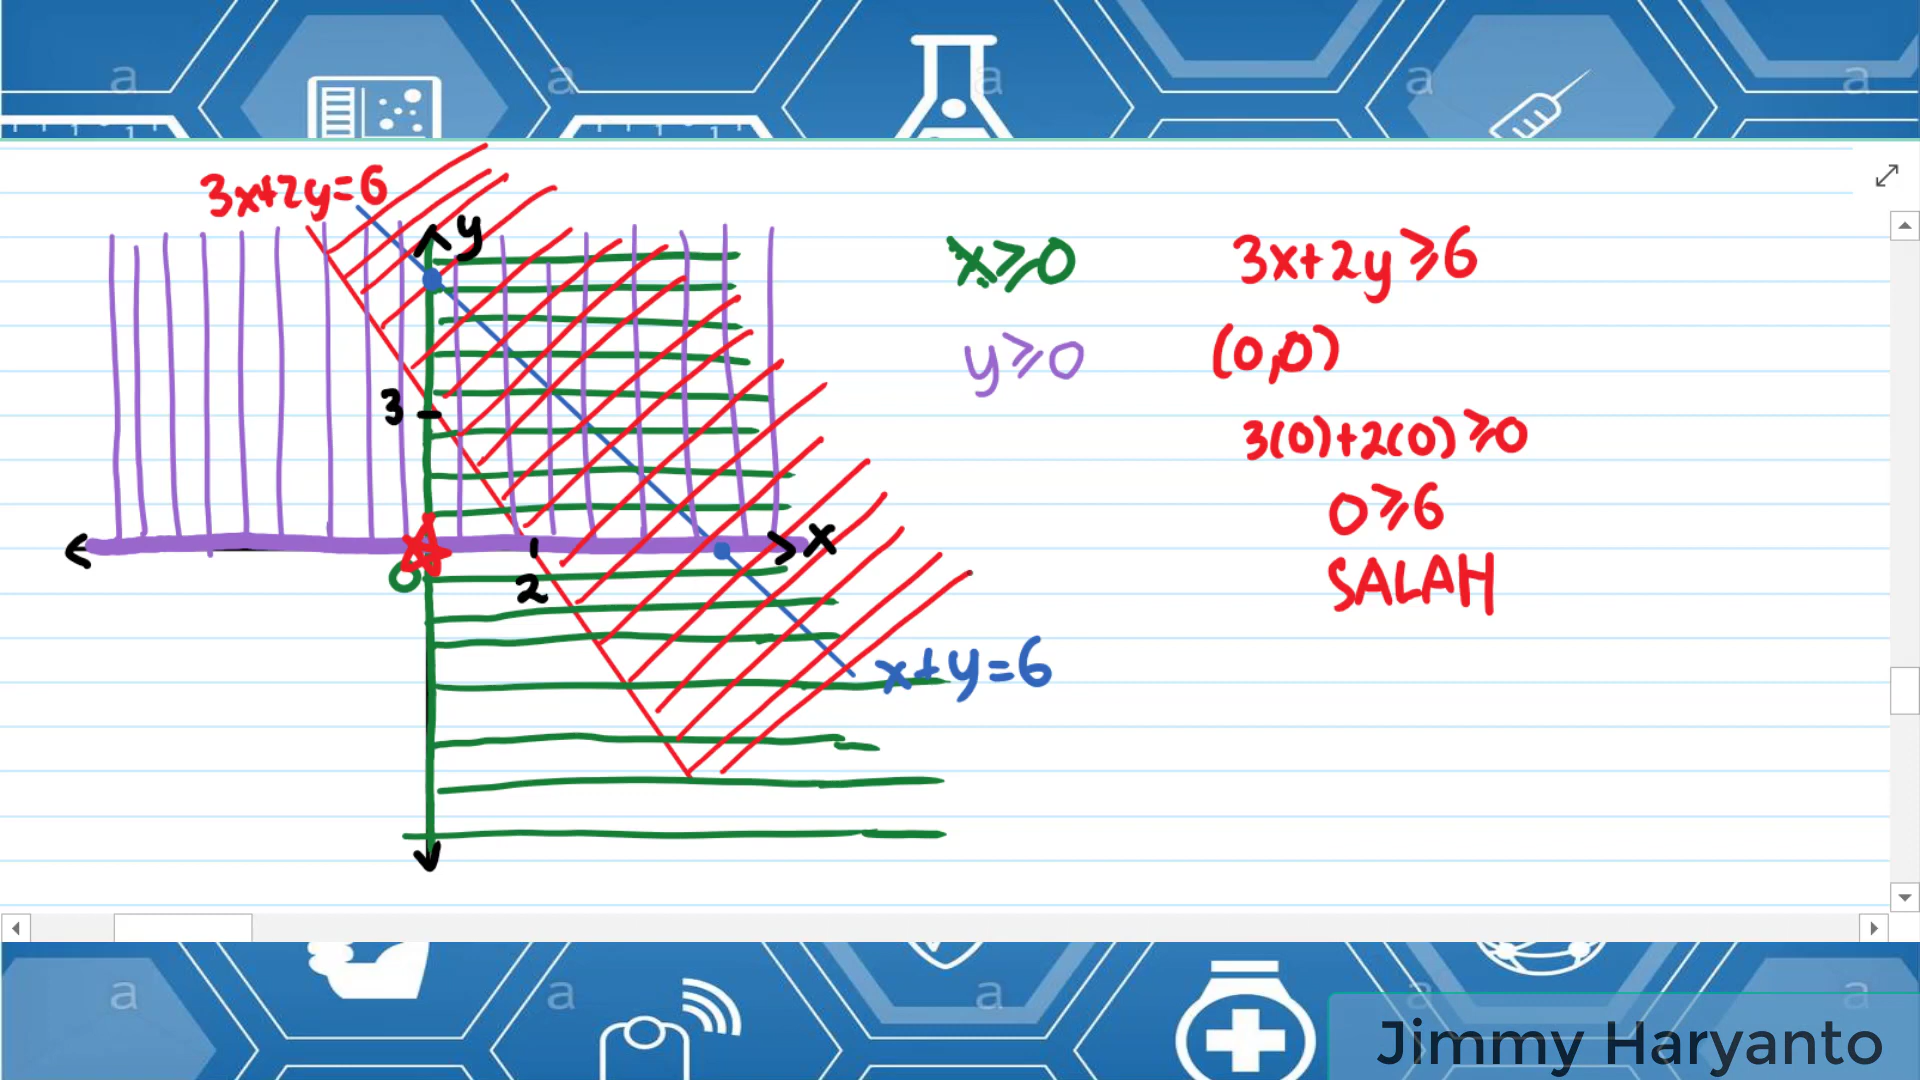 3x+2y=6
y
3
x
0
2
x+y=6
x≥0
y≥0
3x+2y≥6
(0,0)
3(0)+2(0)≥0
0≥6
SALAH
a a a a a
a a a a a
Jimmy Haryanto